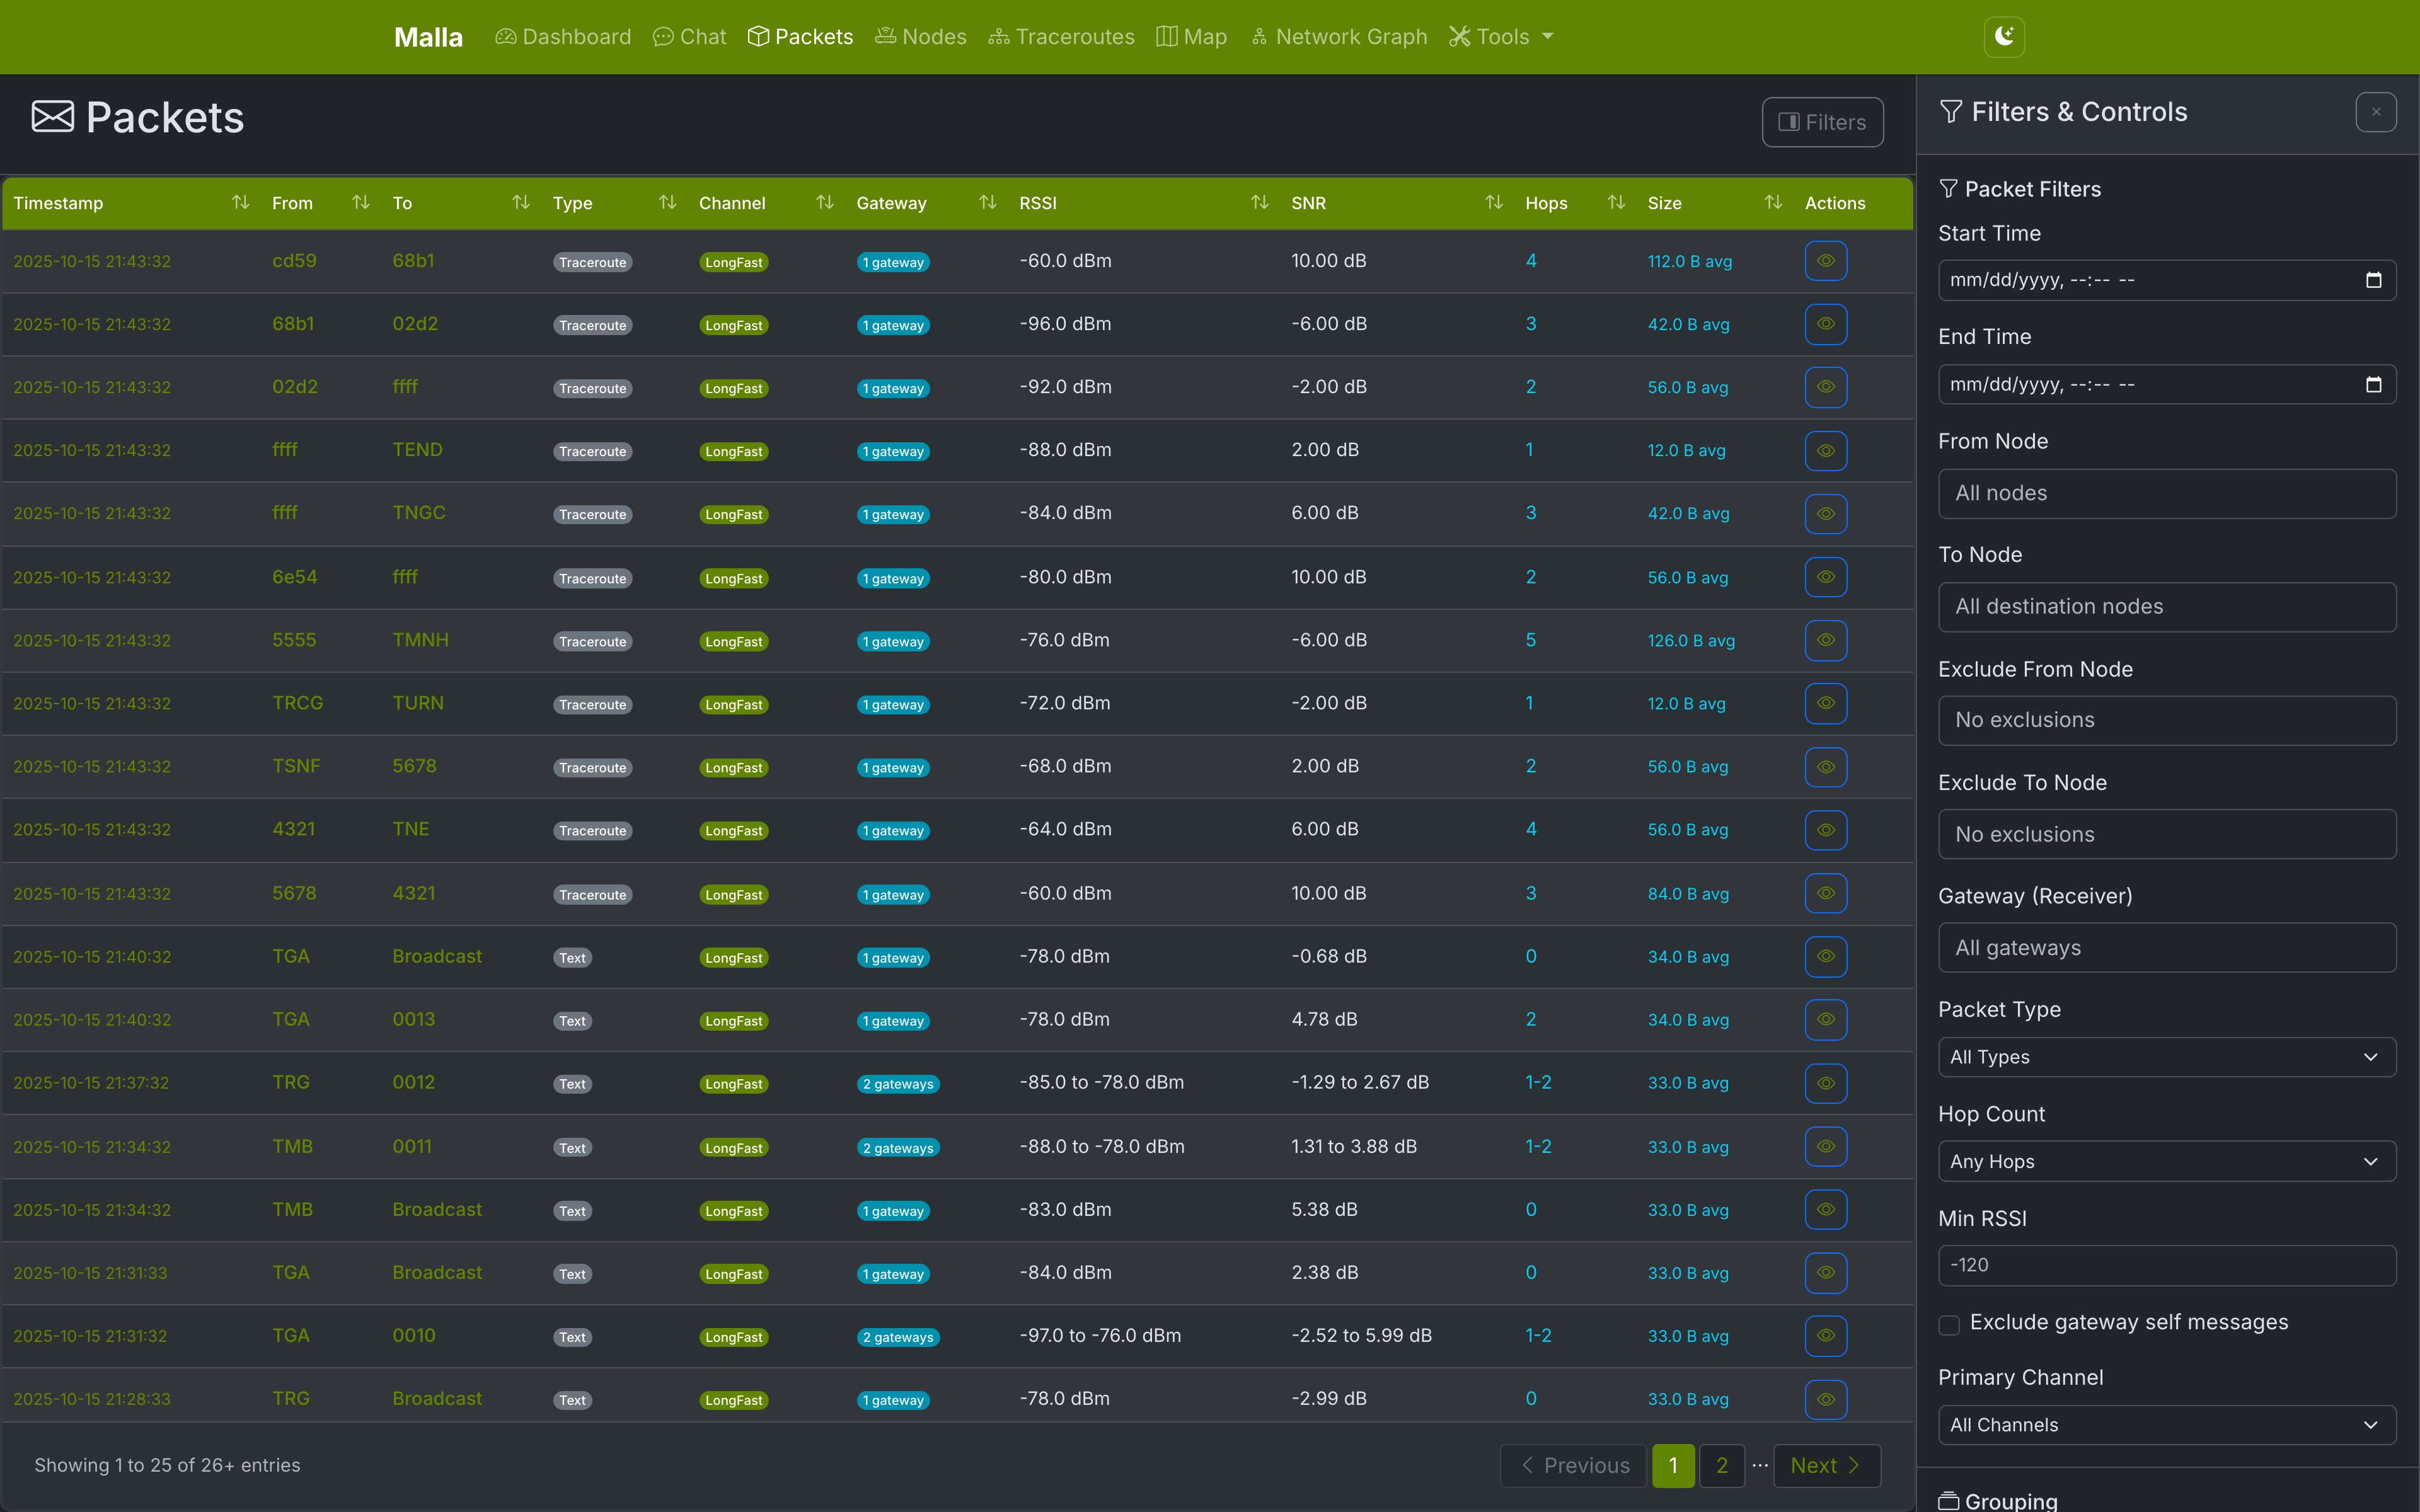 Malla Dashboard Chat Packets Nodes Traceroutes Map Network Graph Tools
Packets Filters
Timestamp From To Type Channel Gateway RSSI SNR Hops Size Actions
2025-10-15 21:43:32 cd59 68b1 Traceroute LongFast 1 gateway -60.0 dBm 10.00 dB 4 112.0 B avg
2025-10-15 21:43:32 68b1 02d2 Traceroute LongFast 1 gateway -96.0 dBm -6.00 dB 3 42.0 B avg
2025-10-15 21:43:32 02d2 ffff Traceroute LongFast 1 gateway -92.0 dBm -2.00 dB 2 56.0 B avg
2025-10-15 21:43:32 ffff TEND Traceroute LongFast 1 gateway -88.0 dBm 2.00 dB 1 12.0 B avg
2025-10-15 21:43:32 ffff TNGC Traceroute LongFast 1 gateway -84.0 dBm 6.00 dB 3 42.0 B avg
2025-10-15 21:43:32 6e54 ffff Traceroute LongFast 1 gateway -80.0 dBm 10.00 dB 2 56.0 B avg
2025-10-15 21:43:32 5555 TMNH Traceroute LongFast 1 gateway -76.0 dBm -6.00 dB 5 126.0 B avg
2025-10-15 21:43:32 TRCG TURN Traceroute LongFast 1 gateway -72.0 dBm -2.00 dB 1 12.0 B avg
2025-10-15 21:43:32 TSNF 5678 Traceroute LongFast 1 gateway -68.0 dBm 2.00 dB 2 56.0 B avg
2025-10-15 21:43:32 4321 TNE Traceroute LongFast 1 gateway -64.0 dBm 6.00 dB 4 56.0 B avg
2025-10-15 21:43:32 5678 4321 Traceroute LongFast 1 gateway -60.0 dBm 10.00 dB 3 84.0 B avg
2025-10-15 21:40:32 TGA Broadcast Text LongFast 1 gateway -78.0 dBm -0.68 dB 0 34.0 B avg
2025-10-15 21:40:32 TGA 0013 Text LongFast 1 gateway -78.0 dBm 4.78 dB 2 34.0 B avg
2025-10-15 21:37:32 TRG 0012 Text LongFast 2 gateways -85.0 to -78.0 dBm -1.29 to 2.67 dB 1-2 33.0 B avg
2025-10-15 21:34:32 TMB 0011 Text LongFast 2 gateways -88.0 to -78.0 dBm 1.31 to 3.88 dB 1-2 33.0 B avg
2025-10-15 21:34:32 TMB Broadcast Text LongFast 1 gateway -83.0 dBm 5.38 dB 0 33.0 B avg
2025-10-15 21:31:33 TGA Broadcast Text LongFast 1 gateway -84.0 dBm 2.38 dB 0 33.0 B avg
2025-10-15 21:31:32 TGA 0010 Text LongFast 2 gateways -97.0 to -76.0 dBm -2.52 to 5.99 dB 1-2 33.0 B avg
2025-10-15 21:28:33 TRG Broadcast Text LongFast 1 gateway -78.0 dBm -2.99 dB 0 33.0 B avg
Showing 1 to 25 of 26+ entries
Previous 1 2 ... Next
Filters & Controls
Packet Filters
Start Time
mm/dd/yyyy, --:-- --
End Time
mm/dd/yyyy, --:-- --
From Node
All nodes
To Node
All destination nodes
Exclude From Node
No exclusions
Exclude To Node
No exclusions
Gateway (Receiver)
All gateways
Packet Type
All Types
Hop Count
Any Hops
Min RSSI
-120
Exclude gateway self messages
Primary Channel
All Channels
Grouping